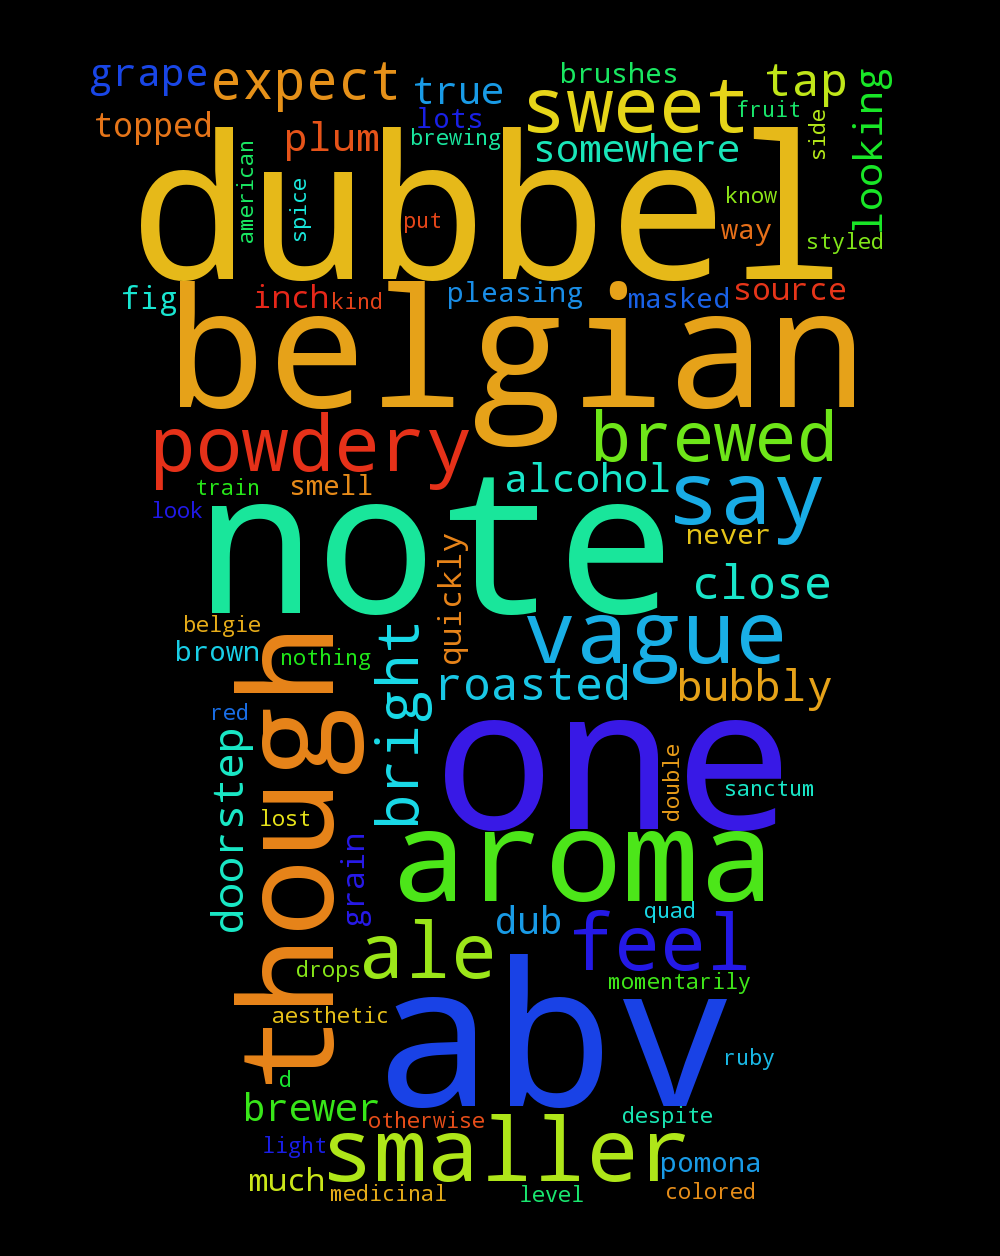 grape expect true brushes sweet tap
topped plum lots brewing somewhere fruit side looking
dubbel
american spice put know way styled
fig inch kind pleasing masked source
belgian
powdery brewed
train smell alcohol say
look note never
quickly close
belgie vague
brown nothing bright roasted bubbly
red though one
doorstep double sanctum
lost aroma
grain dub quad
ale feel
drops momentarily
aesthetic abv ruby
d
brewer otherwise despite
light smaller pomona
much medicinal level colored